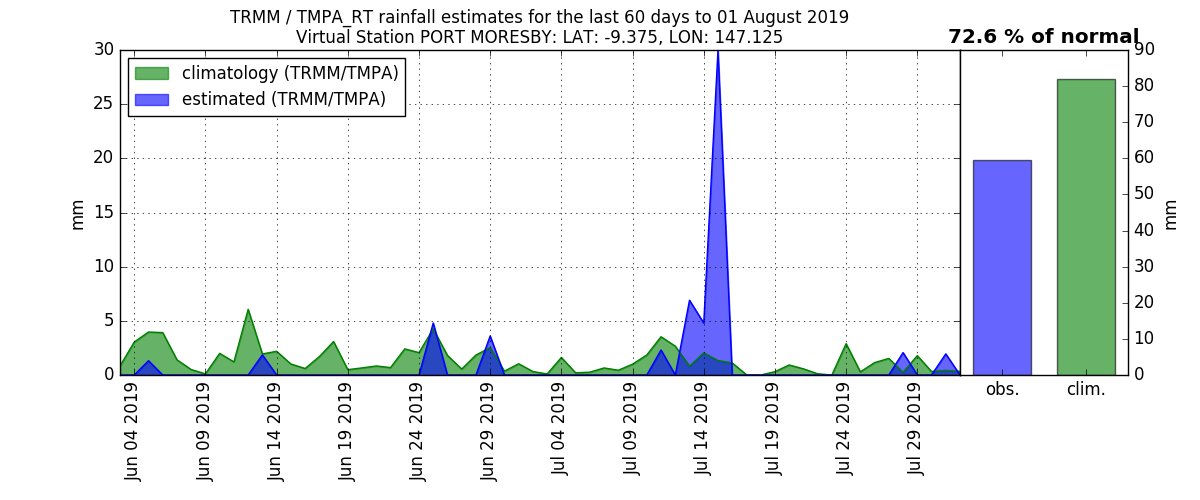 TRMM / TMPA_RT rainfall estimates for the last 60 days to 01 August 2019
Virtual Station PORT MORESBY: LAT: -9.375, LON: 147.125
72.6 % of normal
climatology (TRMM/TMPA)
estimated (TRMM/TMPA)
mm
30
25
20
15
10
5
0
Jun 04 2019
Jun 09 2019
Jun 14 2019
Jun 19 2019
Jun 24 2019
Jun 29 2019
Jul 04 2019
Jul 09 2019
Jul 14 2019
Jul 19 2019
Jul 24 2019
Jul 29 2019
obs.
clim.
90
80
70
60
50
40
30
20
10
0
mm